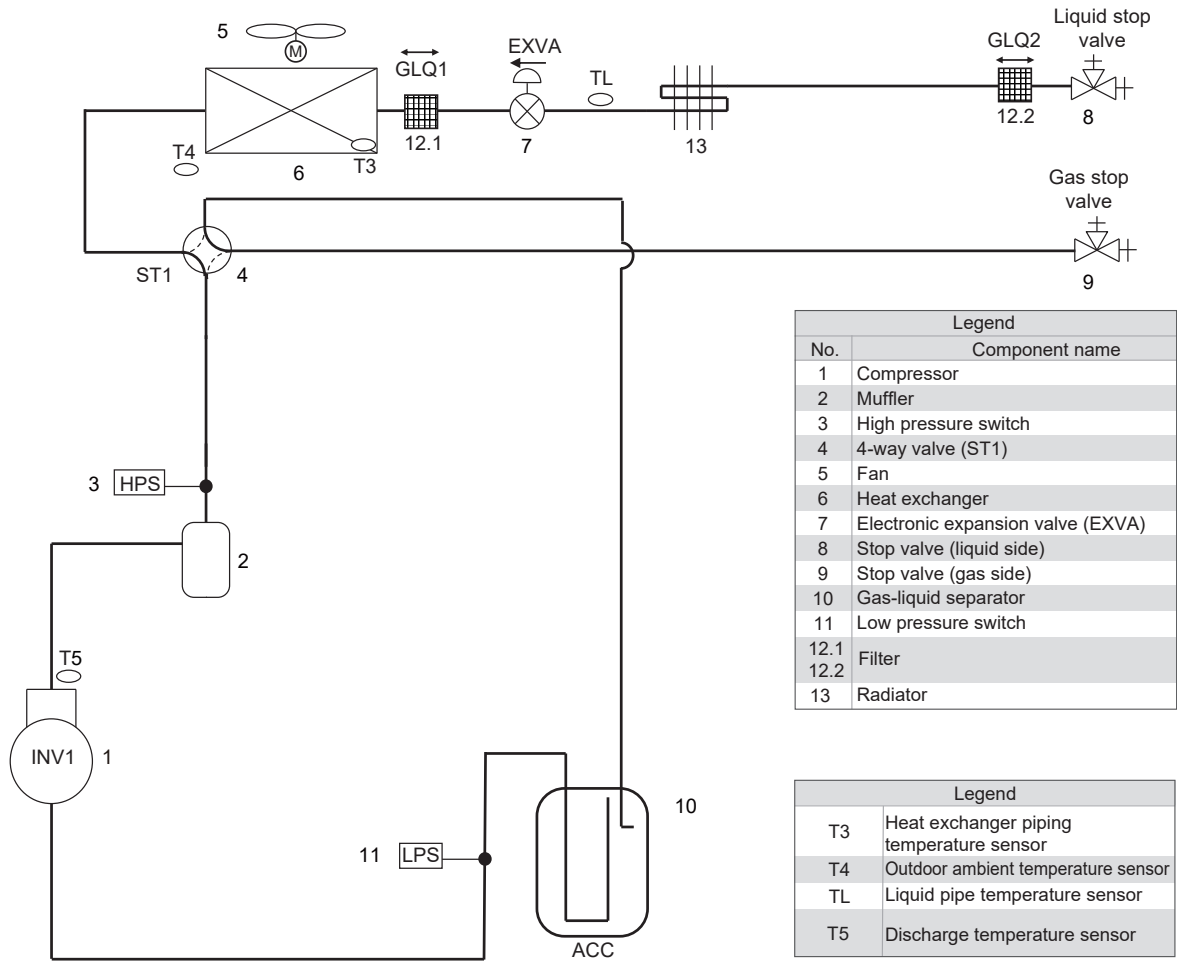 5
M
GLQ1
EXVA
TL
GLQ2
Liquid stop
valve
12.1
7
13
12.2
8
T4
6
T3
Gas stop
valve
ST1
4
9
3
HPS
2
T5
INV1
1
10
11
LPS
ACC
Legend
No. Component name
1 Compressor
2 Muffler
3 High pressure switch
4 4-way valve (ST1)
5 Fan
6 Heat exchanger
7 Electronic expansion valve (EXVA)
8 Stop valve (liquid side)
9 Stop valve (gas side)
10 Gas-liquid separator
11 Low pressure switch
12.1
12.2
Filter
13 Radiator
Legend
T3
Heat exchanger piping
temperature sensor
T4 Outdoor ambient temperature sensor
TL Liquid pipe temperature sensor
T5 Discharge temperature sensor